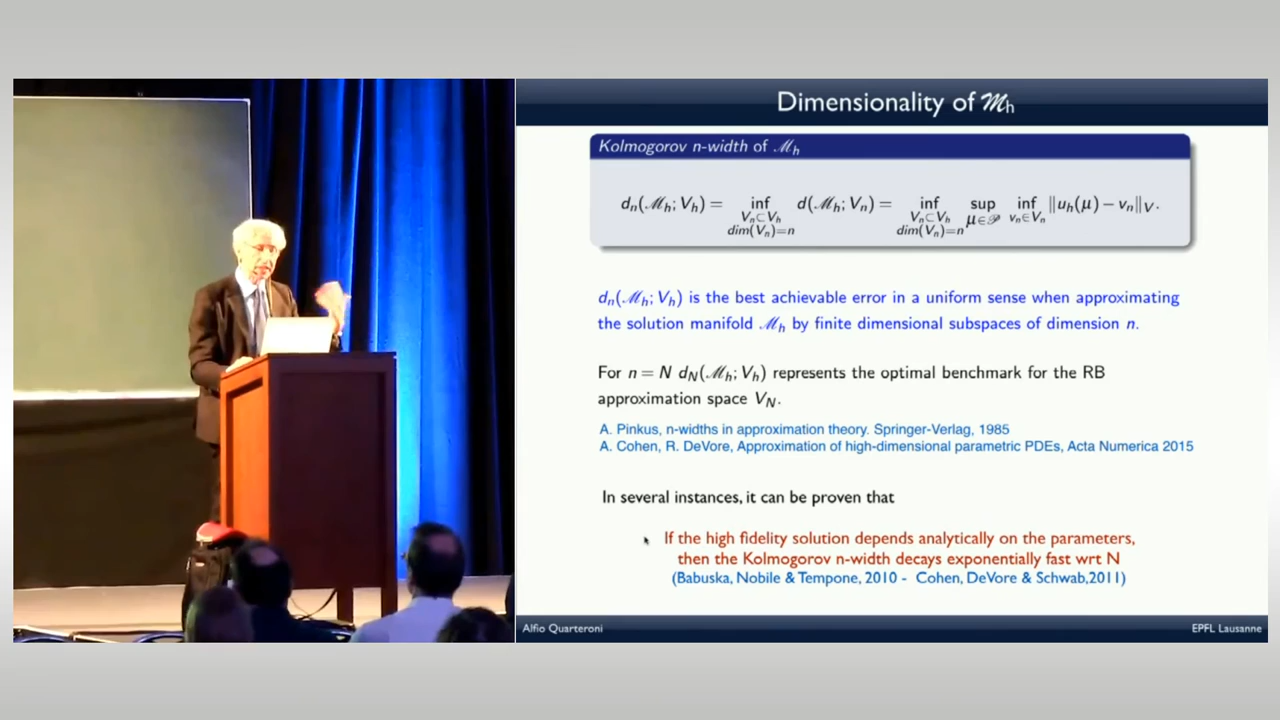 Dimensionality of ℳh
Kolmogorov n-width of ℳh
dn(ℳh; Vh) = inf Vn⊂Vh dim(Vn)=n d(ℳh; Vn) = inf Vn⊂Vh dim(Vn)=n sup μ∈𝒫 inf vn∈Vn ‖uh(μ) − vn‖V.
dn(ℳh; Vh) is the best achievable error in a uniform sense when approximating
the solution manifold ℳh by finite dimensional subspaces of dimension n.
For n = N dN(ℳh; Vh) represents the optimal benchmark for the RB
approximation space VN.
A. Pinkus, n-widths in approximation theory. Springer-Verlag, 1985
A. Cohen, R. DeVore, Approximation of high-dimensional parametric PDEs, Acta Numerica 2015
In several instances, it can be proven that
If the high fidelity solution depends analytically on the parameters,
then the Kolmogorov n-width decays exponentially fast wrt N
(Babuska, Nobile & Tempone, 2010 - Cohen, DeVore & Schwab,2011)
Alfio Quarteroni
EPFL Lausanne